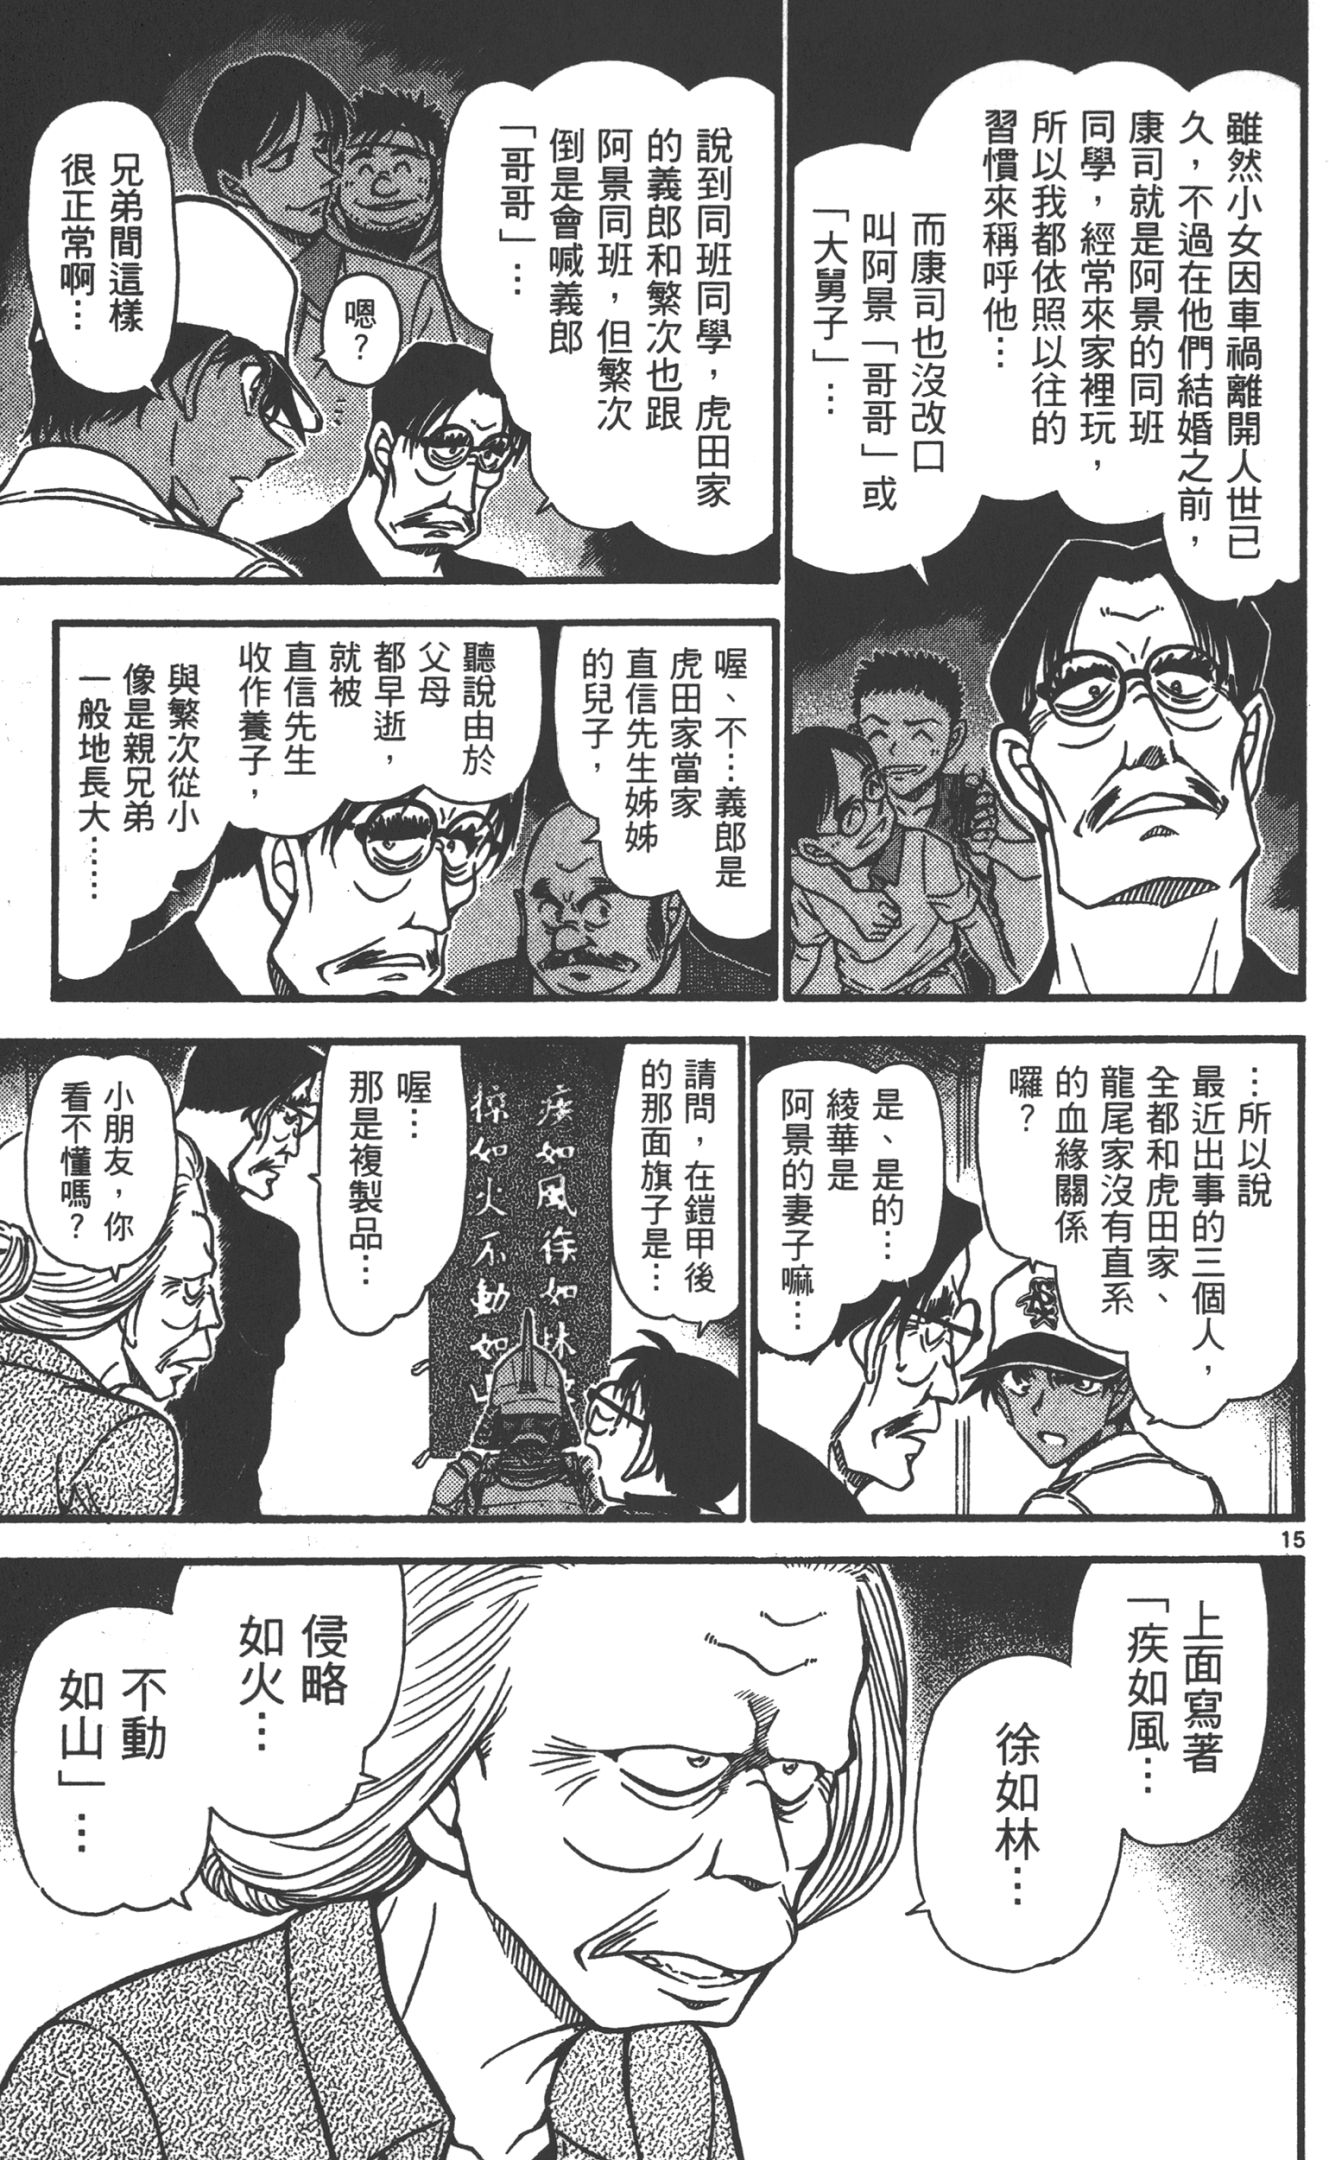 雖然小女因車禍離開人世已
久，不過在他們結婚之前，
康司就是阿景的同班
同學，經常來家裡玩，
所以我都依照以往的
習慣來稱呼他…
而康司也沒改口
叫阿景「哥哥」或
「大舅子」…
說到同班同學，虎田家
的義郎和繁次也跟
阿景同班，但繁次
倒是會喊義郎
「哥哥」…
嗯？
兄弟間這樣
很正常啊…
喔、不…義郎是
虎田家當家
直信先生姊姊
的兒子，
聽說由於
父母
都早逝，
就被
直信先生
收作養子，
與繁次從小
像是親兄弟
一般地長大……
…所以說
最近出事的三個人，
全都和虎田家、
龍尾家沒有直系
的血緣關係
囉？
是、是的…
綾華是
阿景的妻子嘛…
請問，在鎧甲後
的那面旗子是…
疾如風徐如林
掠如火不動如山
喔…
那是複製品…
小朋友，你
看不懂嗎？
15
上面寫著
「疾如風…
徐如林…
侵略
如火…
不動
如山」…